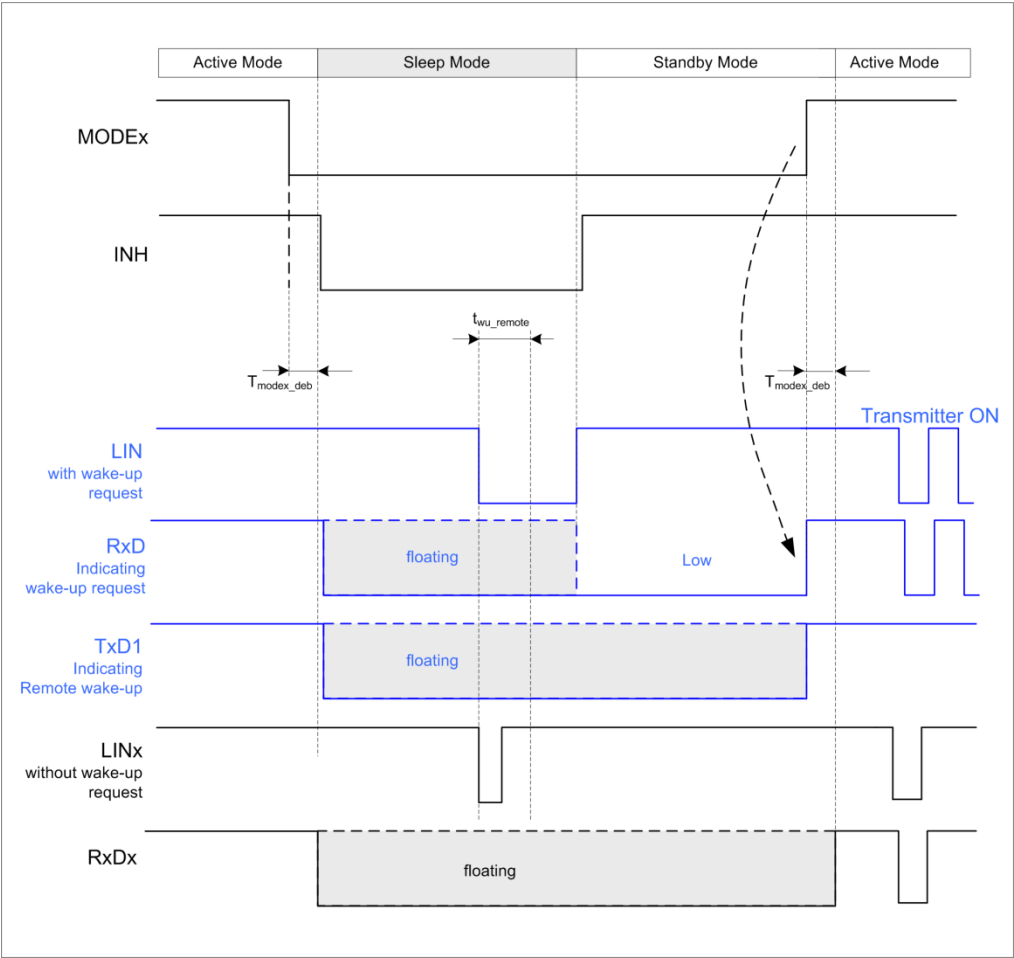 Active Mode
Sleep Mode
Standby Mode
Active Mode
MODEx
INH
twu_remote
Tmodex_deb
Tmodex_deb
Transmitter ON
LIN
with wake-up
request
RxD
Indicating
wake-up request
floating
Low
TxD1
Indicating
Remote wake-up
floating
LINx
without wake-up
request
RxDx
floating